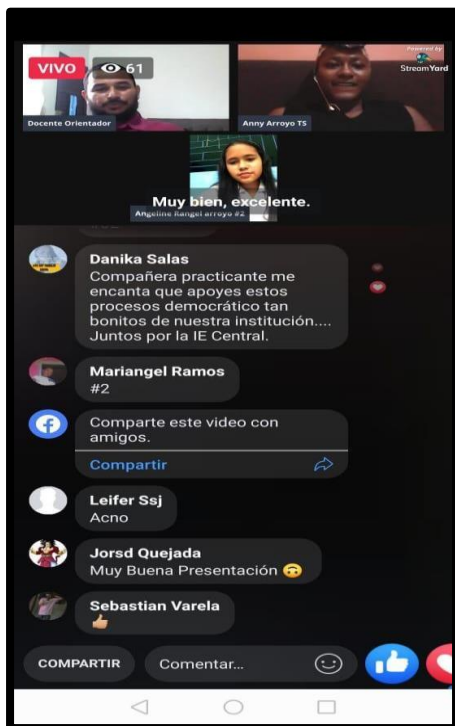 VIVO
61
Powered by
StreamYard
Docente Orientador
Anny Arroyo TS
Muy bien, excelente.
Angeline Rangel arroyo #2
Danika Salas
Compañera practicante me
encanta que apoyes estos
procesos democrático tan
bonitos de nuestra institución....
Juntos por la IE Central.
Mariangel Ramos
#2
Comparte este video con
amigos.
Compartir
Leifer Ssj
Acno
Jorsd Quejada
Muy Buena Presentación 🙃
Sebastian Varela
👍🏼
COMPARTIR
Comentar...